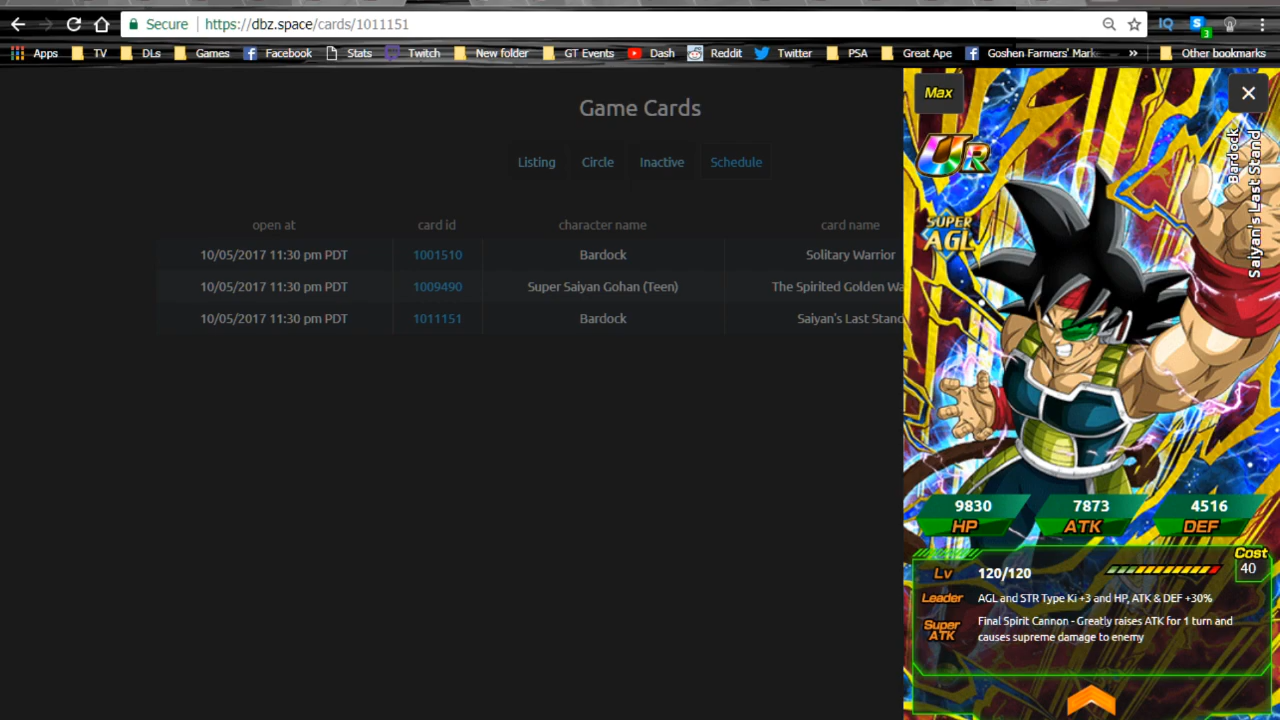 Secure https://dbz.space/cards/1011151
IQ S 3
Apps TV DLs Games Facebook Stats Twitch New folder GT Events Dash Reddit Twitter PSA Great Ape Goshen Farmers' Mark » Other bookmarks
Game Cards
Listing Circle Inactive Schedule
open at card id character name card name
10/05/2017 11:30 pm PDT 1001510 Bardock Solitary Warrior
10/05/2017 11:30 pm PDT 1009490 Super Saiyan Gohan (Teen) The Spirited Golden Wa
10/05/2017 11:30 pm PDT 1011151 Bardock Saiyan's Last Stand
Max
UR
SUPER
AGL
Bardock
Saiyan's Last Stand
9830 7873 4516
HP ATK DEF
Cost
40
Lv 120/120
Leader AGL and STR Type Ki +3 and HP, ATK & DEF +30%
Super ATK Final Spirit Cannon - Greatly raises ATK for 1 turn and
causes supreme damage to enemy